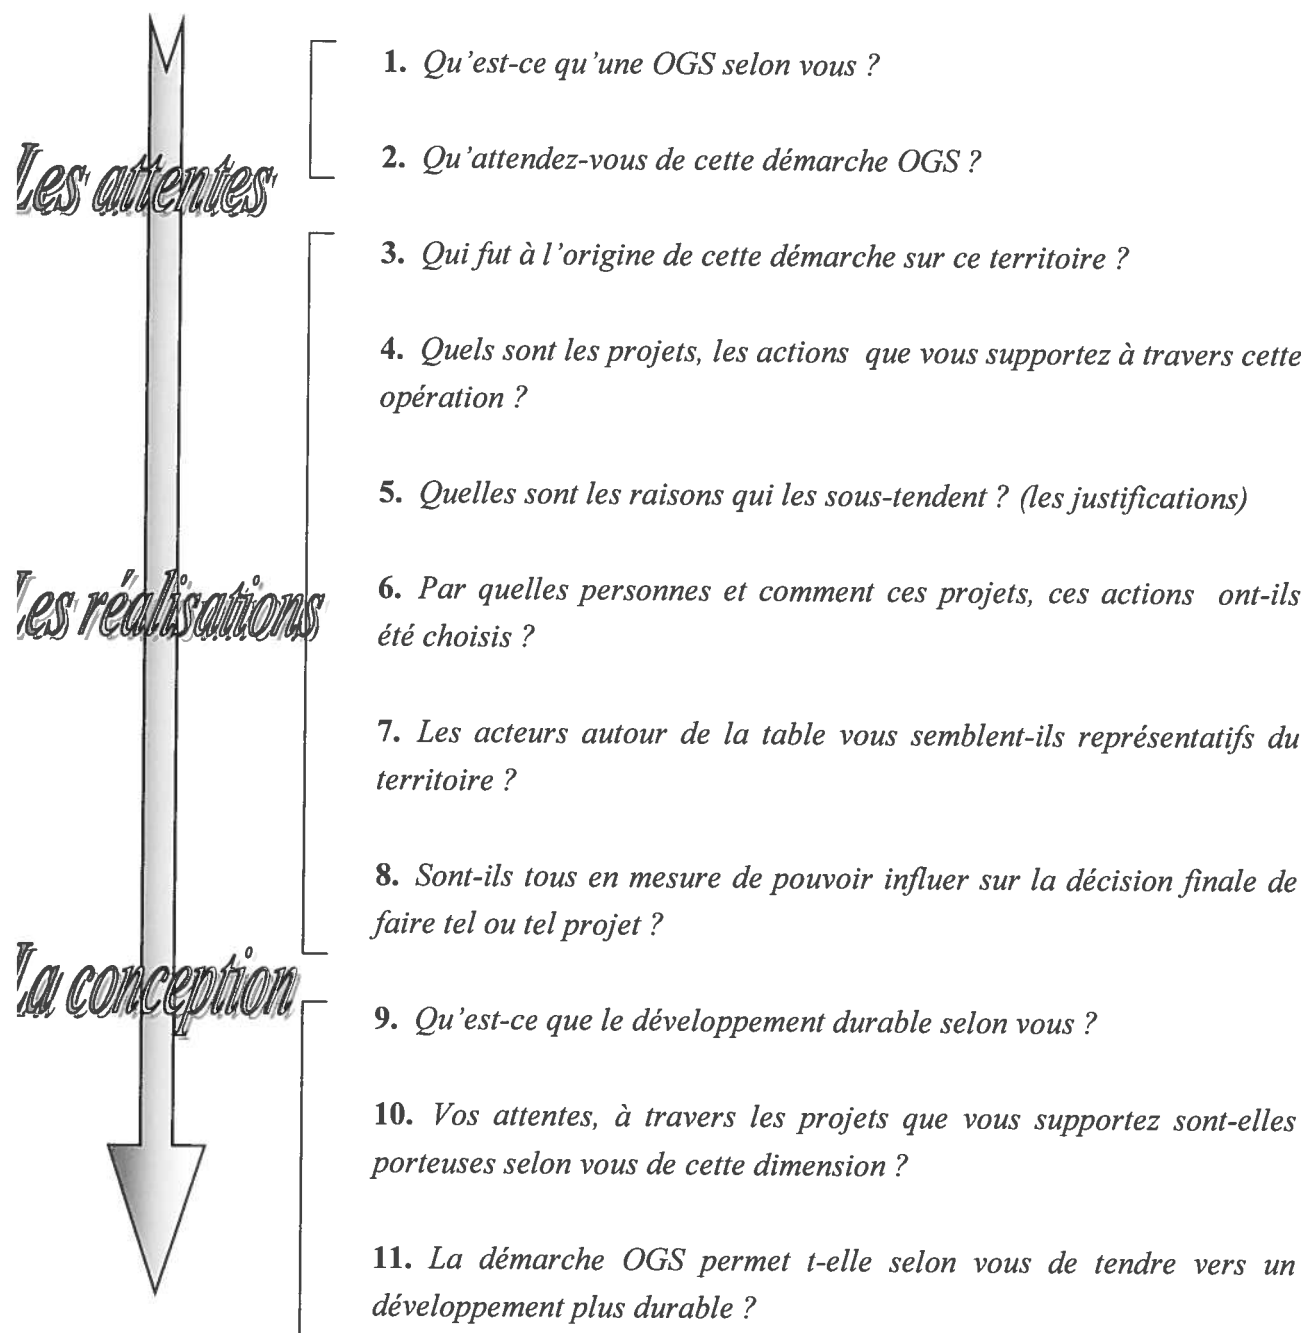 1. Qu'est-ce qu'une OGS selon vous ?
2. Qu'attendez-vous de cette démarche OGS ?
Les attentes
3. Qui fut à l'origine de cette démarche sur ce territoire ?
4. Quels sont les projets, les actions que vous supportez à travers cette
opération ?
5. Quelles sont les raisons qui les sous-tendent ? (les justifications)
Les réalisations
6. Par quelles personnes et comment ces projets, ces actions ont-ils
été choisis ?
7. Les acteurs autour de la table vous semblent-ils représentatifs du
territoire ?
8. Sont-ils tous en mesure de pouvoir influer sur la décision finale de
faire tel ou tel projet ?
La conception
9. Qu'est-ce que le développement durable selon vous ?
10. Vos attentes, à travers les projets que vous supportez sont-elles
porteuses selon vous de cette dimension ?
11. La démarche OGS permet t-elle selon vous de tendre vers un
développement plus durable ?